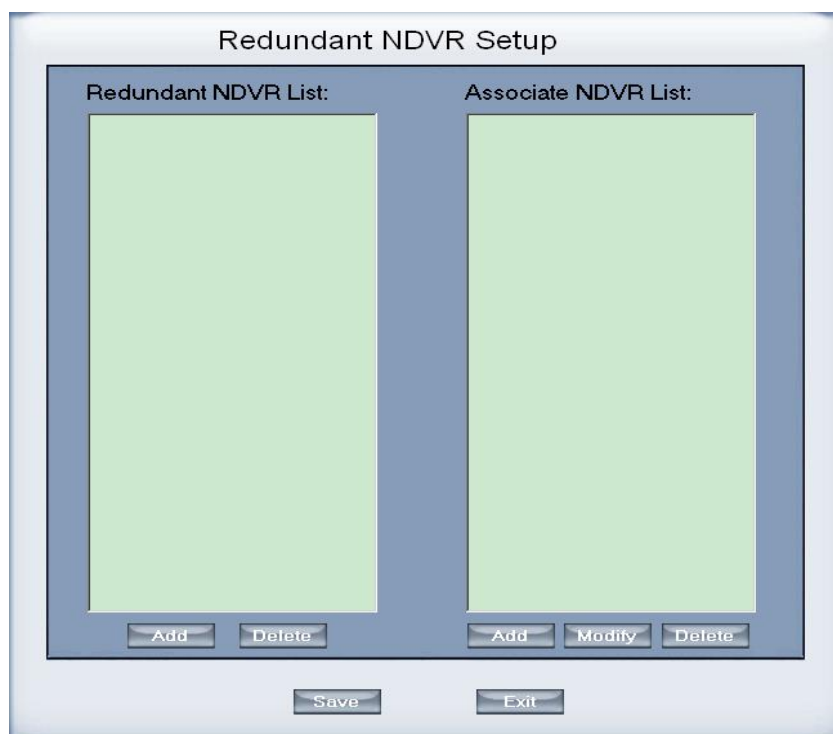 Redundant NDVR Setup
Redundant NDVR List:
Associate NDVR List:
Add Delete
Add Modify Delete
Save Exit